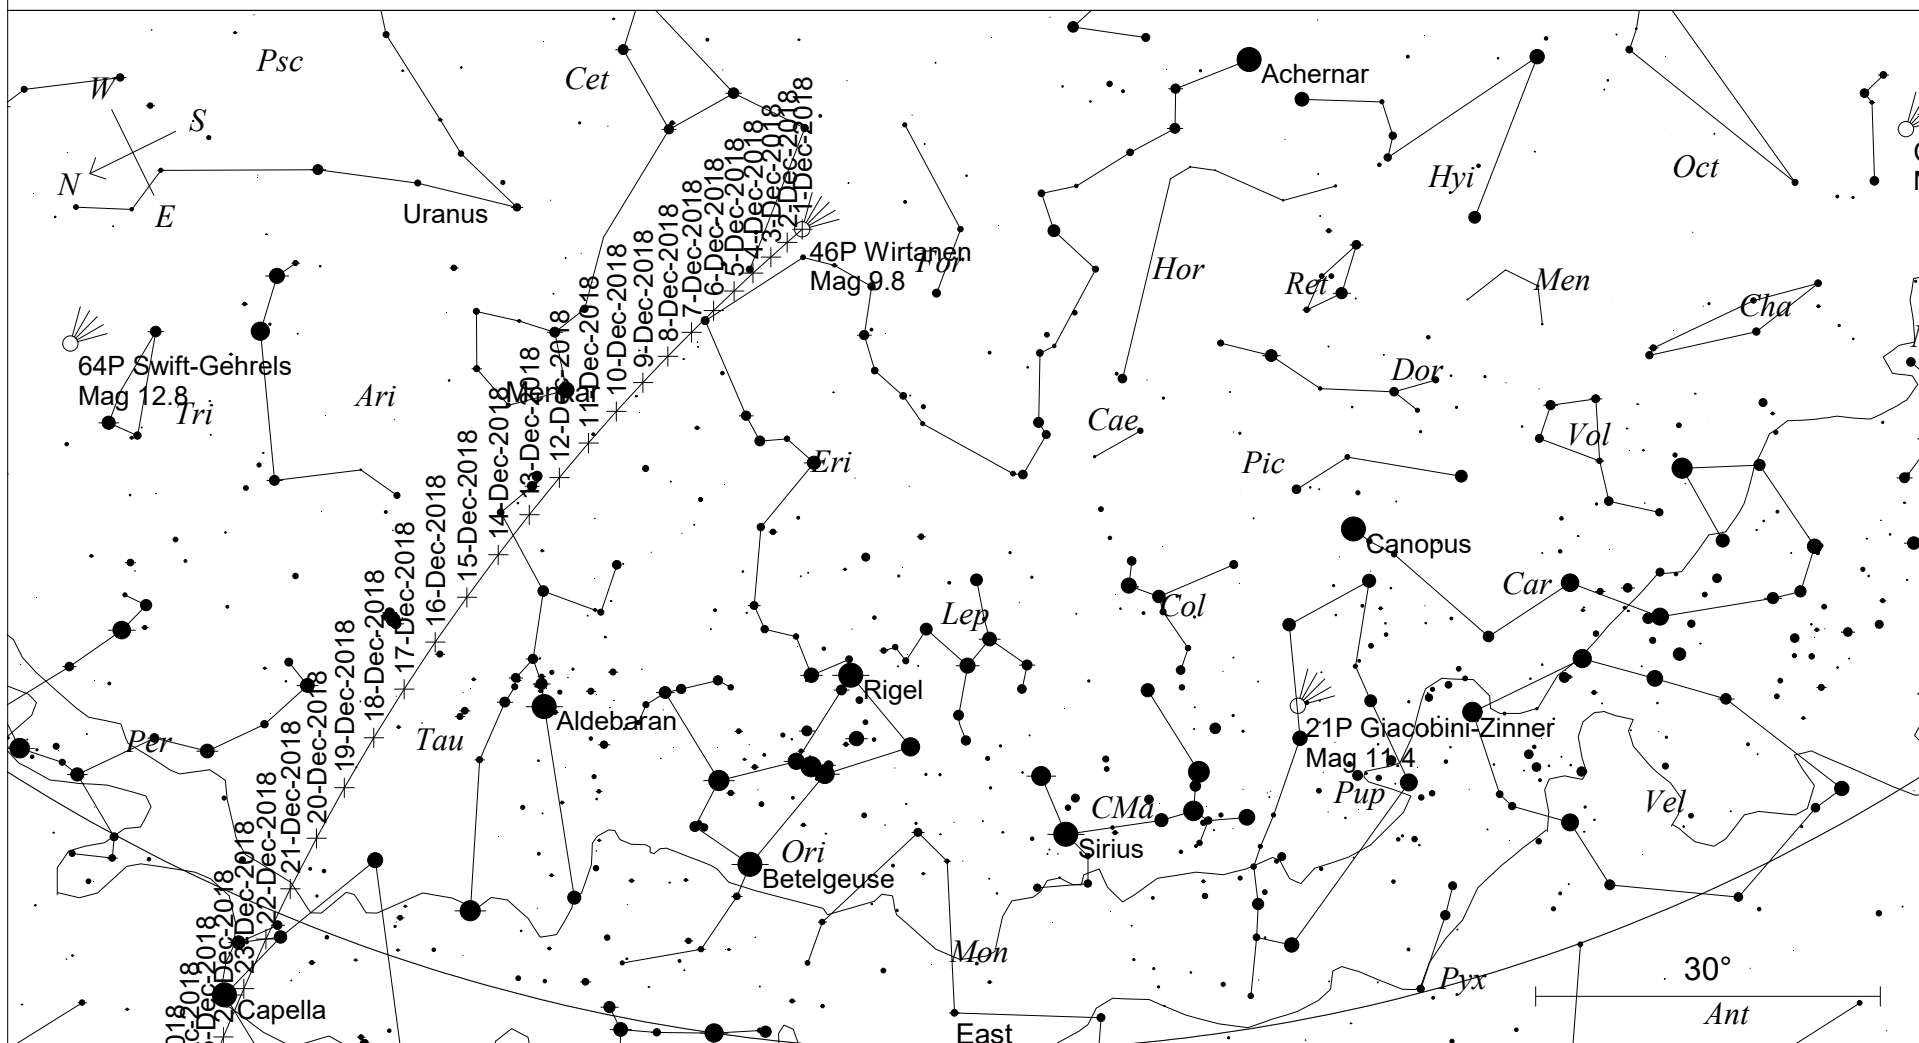 Psc
Cet
Achernar
W
S
N
E
Uranus
Hyi
Oct
1-Dec-2018
2-Dec-2018
3-Dec-2018
4-Dec-2018
5-Dec-2018
6-Dec-2018
7-Dec-2018
8-Dec-2018
9-Dec-2018
10-Dec-2018
11-Dec-2018
12-Dec-2018
13-Dec-2018
14-Dec-2018
15-Dec-2018
16-Dec-2018
17-Dec-2018
18-Dec-2018
19-Dec-2018
20-Dec-2018
21-Dec-2018
22-Dec-2018
23-Dec-2018
46P Wirtanen
Mag 9.8
For
Hor
Ret
Men
Cha
64P Swift-Gehrels
Mag 12.8
Tri
Ari
Menkar
Dor
Cae
Vol
Eri
Pic
Canopus
Car
Lep
Col
Rigel
Aldebaran
Tau
Per
21P Giacobini-Zinner
Mag 11.4
Pup
Vel
CMa
Sirius
Ori
Betelgeuse
Mon
Pyx
30°
Ant
Capella
East